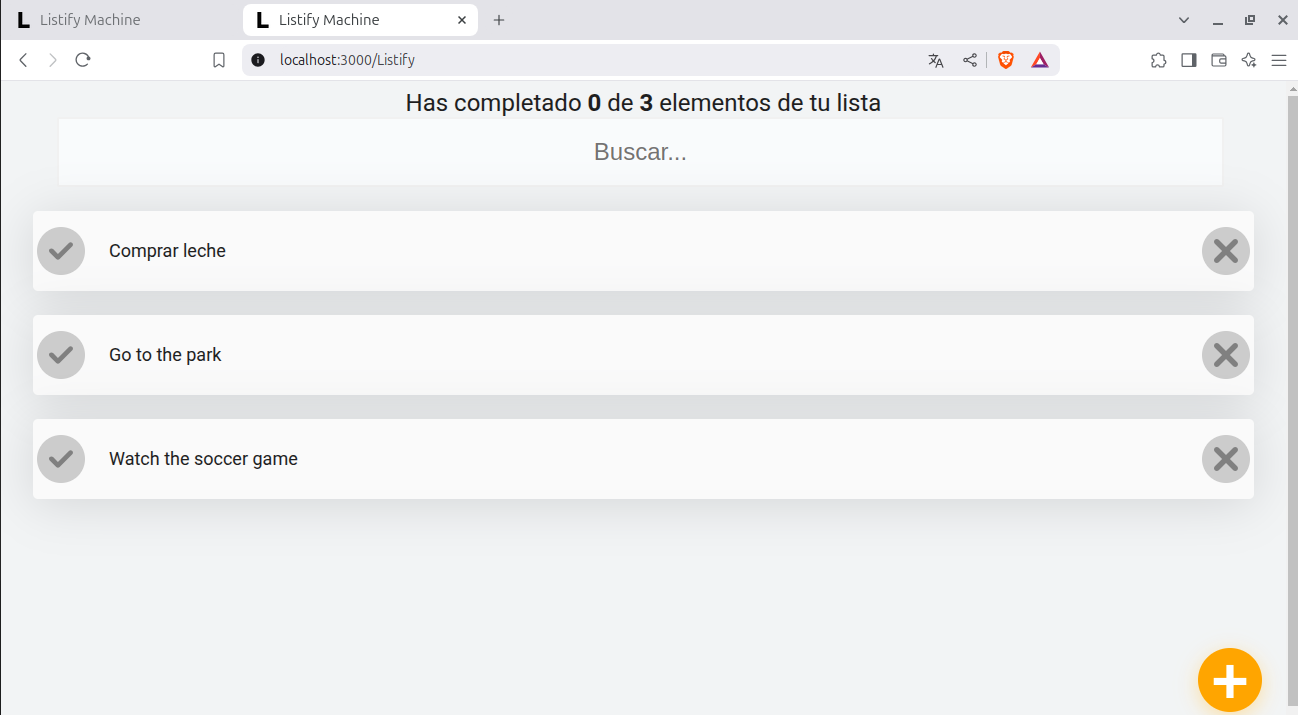 Listify Machine
Listify Machine
localhost:3000/Listify
Has completado 0 de 3 elementos de tu lista
Buscar...
Comprar leche
Go to the park
Watch the soccer game